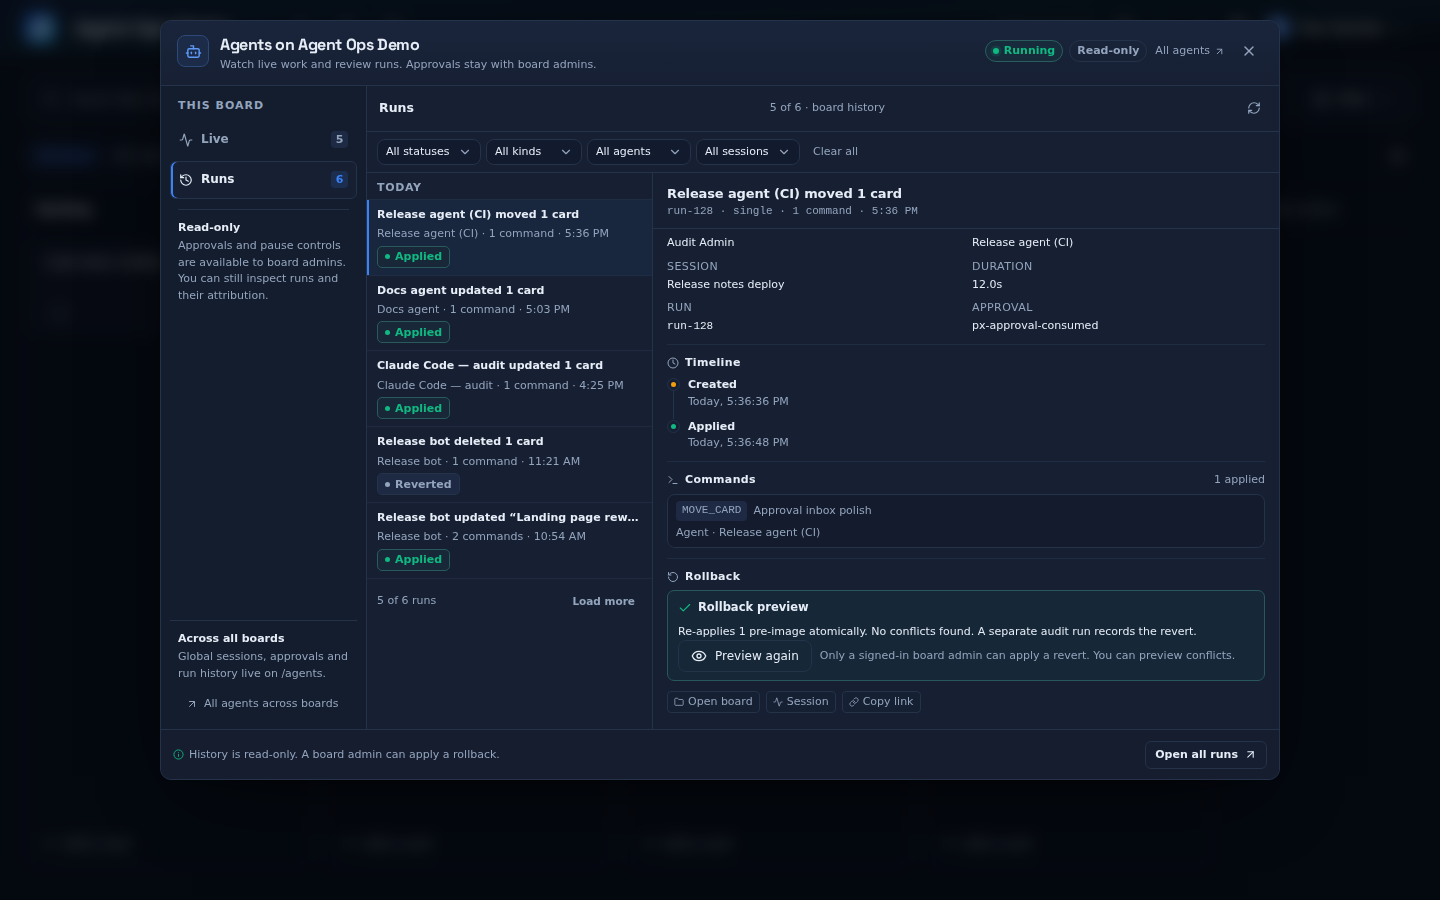 Agents on Agent Ops Demo
Watch live work and review runs. Approvals stay with board admins.
Running
Read-only
All agents
THIS BOARD
Live 5
Runs 6
Read-only
Approvals and pause controls
are available to board admins.
You can still inspect runs and
their attribution.
Across all boards
Global sessions, approvals and
run history live on /agents.
All agents across boards
Runs
5 of 6 · board history
All statuses
All kinds
All agents
All sessions
Clear all
TODAY
Release agent (CI) moved 1 card
Release agent (CI) · 1 command · 5:36 PM
Applied
Docs agent updated 1 card
Docs agent · 1 command · 5:03 PM
Applied
Claude Code — audit updated 1 card
Claude Code — audit · 1 command · 4:25 PM
Applied
Release bot deleted 1 card
Release bot · 1 command · 11:21 AM
Reverted
Release bot updated “Landing page rew...
Release bot · 2 commands · 10:54 AM
Applied
5 of 6 runs
Load more
Release agent (CI) moved 1 card
run-128 · single · 1 command · 5:36 PM
Audit Admin
Release agent (CI)
SESSION
DURATION
Release notes deploy
12.0s
RUN
APPROVAL
run-128
px-approval-consumed
Timeline
Created
Today, 5:36:36 PM
Applied
Today, 5:36:48 PM
Commands
1 applied
MOVE_CARD Approval inbox polish
Agent · Release agent (CI)
Rollback
Rollback preview
Re-applies 1 pre-image atomically. No conflicts found. A separate audit run records the revert.
Preview again
Only a signed-in board admin can apply a revert. You can preview conflicts.
Open board
Session
Copy link
History is read-only. A board admin can apply a rollback.
Open all runs